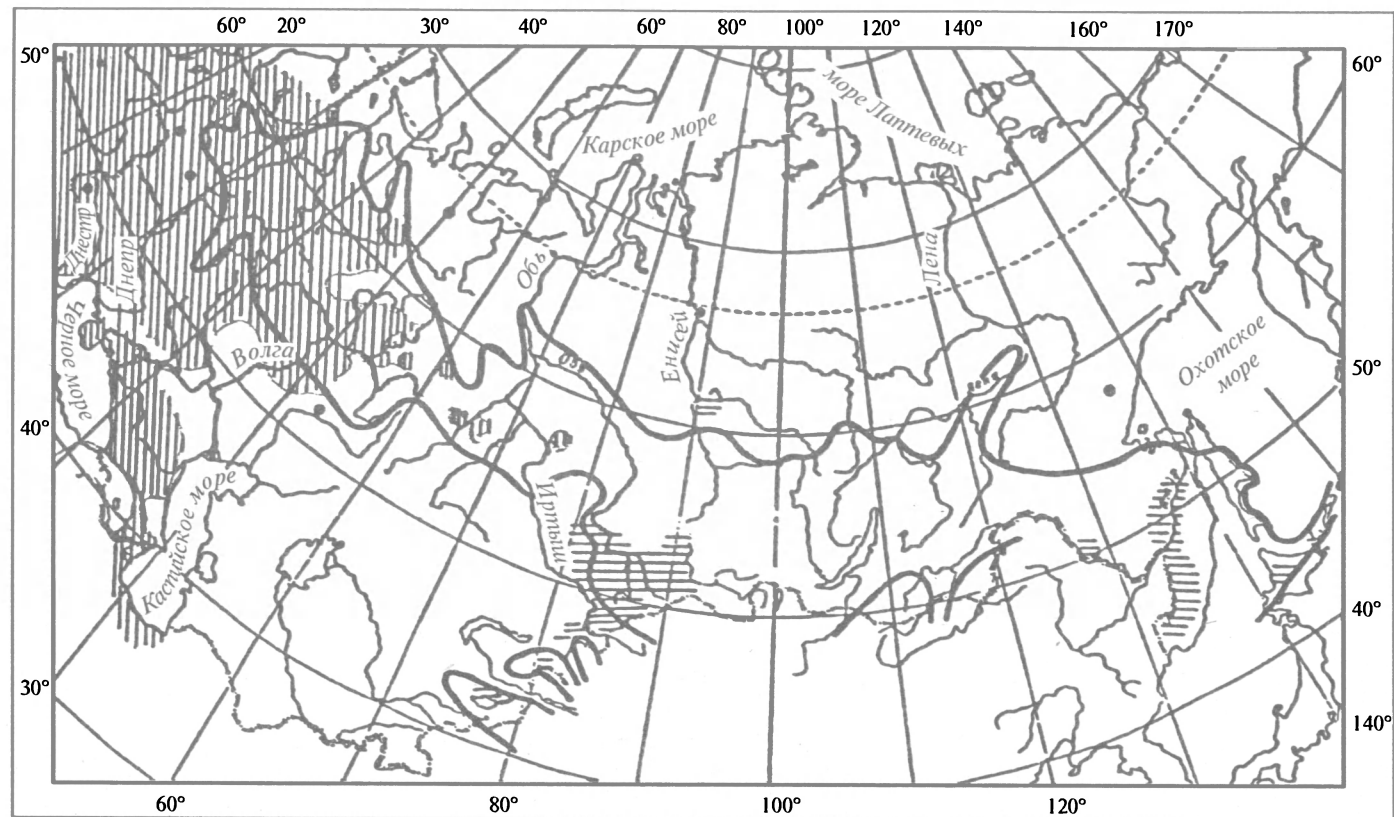 60° 20° 30° 40° 60° 80° 100° 120° 140° 160° 170°
50°
60°
море Лаптевых
Карское море
Днестр
Днепр
Обь
Лена
Черное море
Волга
Енисей
Охотское
море
50°
40°
Каспийское море
Иртыш
40°
30°
140°
60° 80° 100° 120°